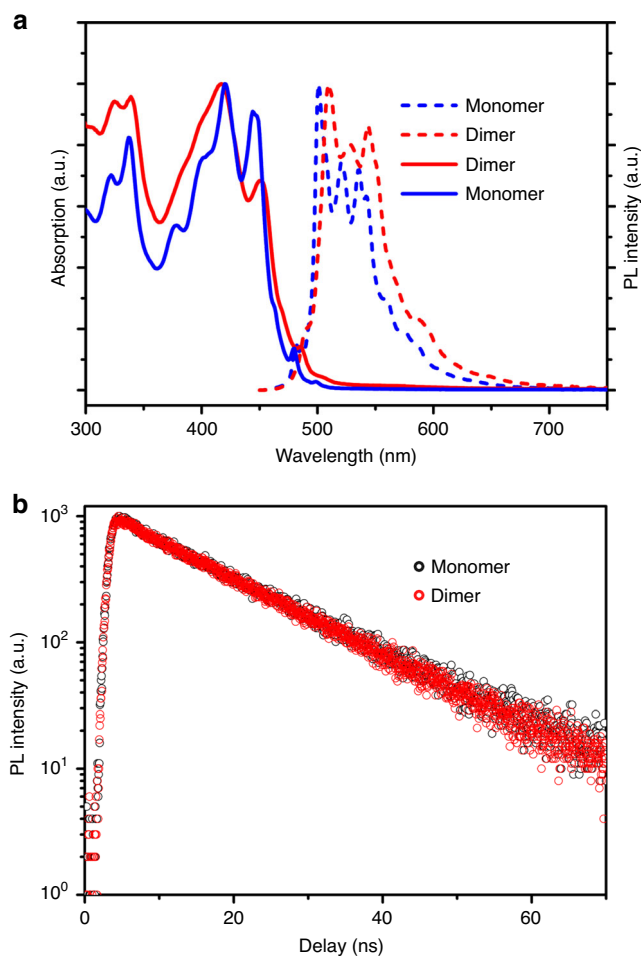 a
Absorption (a.u.)
PL intensity (a.u.)
Monomer
Dimer
Dimer
Monomer
300 400 500 600 700
Wavelength (nm)
b
PL intensity (a.u.)
10³
10²
10¹
10⁰
Monomer
Dimer
0 20 40 60
Delay (ns)